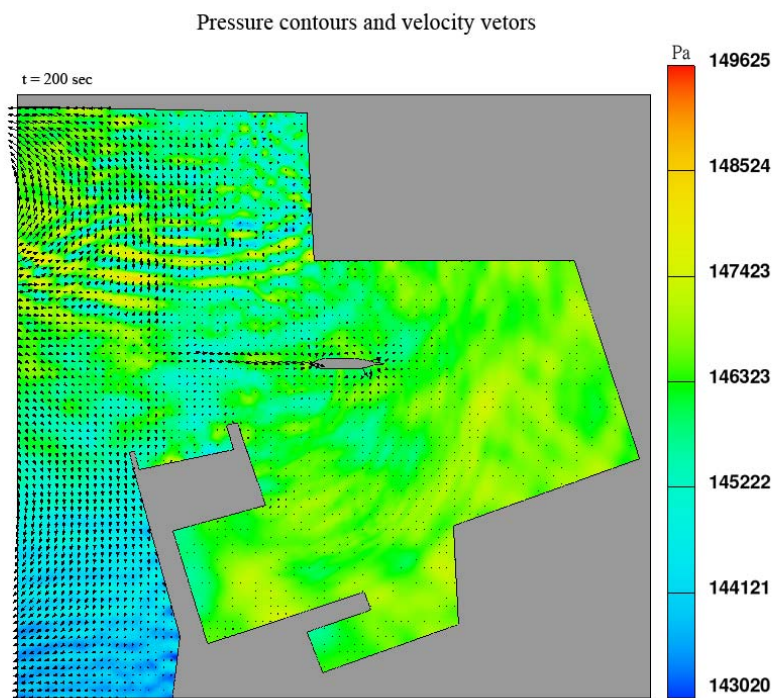 Pressure contours and velocity vetors
Pa
149625
t = 200 sec
148524
147423
146323
145222
144121
143020